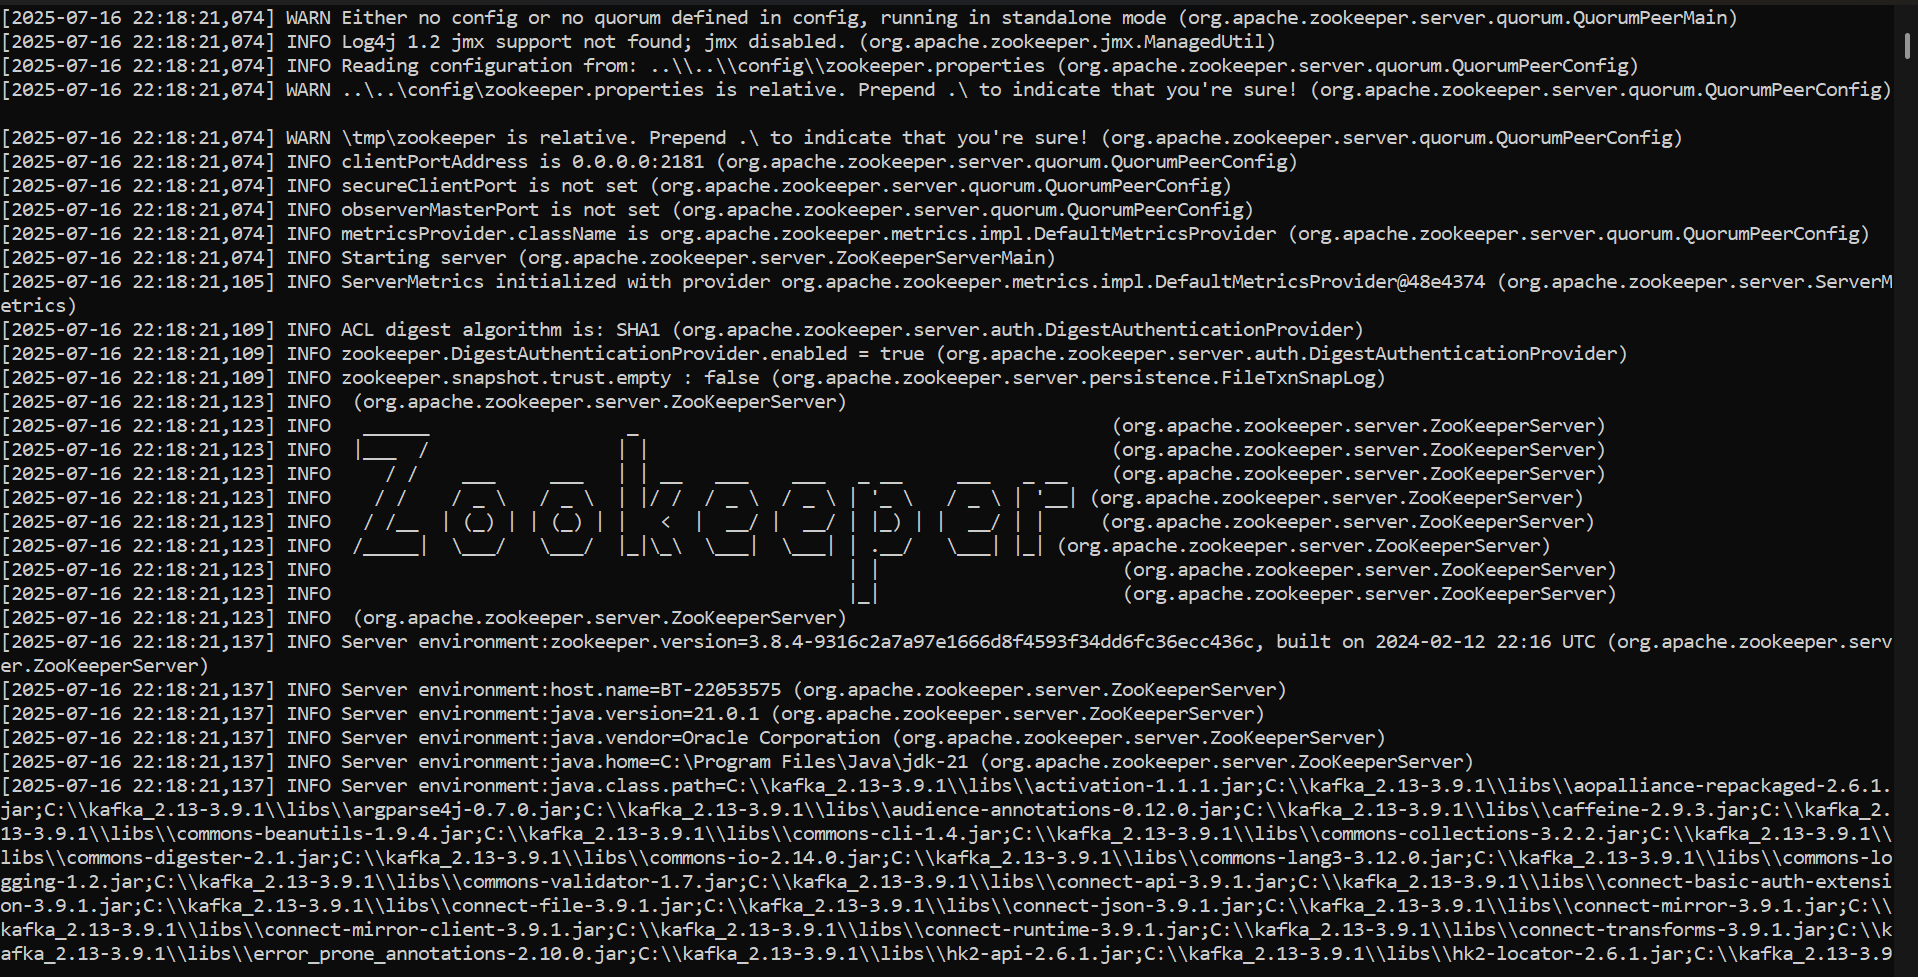 [2025-07-16 22:18:21,074] WARN Either no config or no quorum defined in config, running in standalone mode (org.apache.zookeeper.server.quorum.QuorumPeerMain)
[2025-07-16 22:18:21,074] INFO Log4j 1.2 jmx support not found; jmx disabled. (org.apache.zookeeper.jmx.ManagedUtil)
[2025-07-16 22:18:21,074] INFO Reading configuration from: ..\\..\\config\\zookeeper.properties (org.apache.zookeeper.server.quorum.QuorumPeerConfig)
[2025-07-16 22:18:21,074] WARN ..\..\config\zookeeper.properties is relative. Prepend .\ to indicate that you're sure! (org.apache.zookeeper.server.quorum.QuorumPeerConfig)
[2025-07-16 22:18:21,074] WARN \tmp\zookeeper is relative. Prepend .\ to indicate that you're sure! (org.apache.zookeeper.server.quorum.QuorumPeerConfig)
[2025-07-16 22:18:21,074] INFO clientPortAddress is 0.0.0.0:2181 (org.apache.zookeeper.server.quorum.QuorumPeerConfig)
[2025-07-16 22:18:21,074] INFO secureClientPort is not set (org.apache.zookeeper.server.quorum.QuorumPeerConfig)
[2025-07-16 22:18:21,074] INFO observerMasterPort is not set (org.apache.zookeeper.server.quorum.QuorumPeerConfig)
[2025-07-16 22:18:21,074] INFO metricsProvider.className is org.apache.zookeeper.metrics.impl.DefaultMetricsProvider (org.apache.zookeeper.server.quorum.QuorumPeerConfig)
[2025-07-16 22:18:21,074] INFO Starting server (org.apache.zookeeper.server.ZooKeeperServerMain)
[2025-07-16 22:18:21,105] INFO ServerMetrics initialized with provider org.apache.zookeeper.metrics.impl.DefaultMetricsProvider@48e4374 (org.apache.zookeeper.server.ServerM
etrics)
[2025-07-16 22:18:21,109] INFO ACL digest algorithm is: SHA1 (org.apache.zookeeper.server.auth.DigestAuthenticationProvider)
[2025-07-16 22:18:21,109] INFO zookeeper.DigestAuthenticationProvider.enabled = true (org.apache.zookeeper.server.auth.DigestAuthenticationProvider)
[2025-07-16 22:18:21,109] INFO zookeeper.snapshot.trust.empty : false (org.apache.zookeeper.server.persistence.FileTxnSnapLog)
[2025-07-16 22:18:21,123] INFO  (org.apache.zookeeper.server.ZooKeeperServer)
[2025-07-16 22:18:21,123] INFO   ______                  _                                           (org.apache.zookeeper.server.ZooKeeperServer)
[2025-07-16 22:18:21,123] INFO  |___  /                 | |                                          (org.apache.zookeeper.server.ZooKeeperServer)
[2025-07-16 22:18:21,123] INFO     / /    ___     ___   | | __   ___    ___   _ __     ___   _ __    (org.apache.zookeeper.server.ZooKeeperServer)
[2025-07-16 22:18:21,123] INFO    / /    / _ \   / _ \  | |/ /  / _ \  / _ \ | '_ \   / _ \ | '__| (org.apache.zookeeper.server.ZooKeeperServer)
[2025-07-16 22:18:21,123] INFO   / /__  | (_) | | (_) | |   <  |  __/ |  __/ | |_) | |  __/ | |     (org.apache.zookeeper.server.ZooKeeperServer)
[2025-07-16 22:18:21,123] INFO  /_____|  \___/   \___/  |_|\_\  \___|  \___| | .__/   \___| |_| (org.apache.zookeeper.server.ZooKeeperServer)
[2025-07-16 22:18:21,123] INFO                                               | |                      (org.apache.zookeeper.server.ZooKeeperServer)
[2025-07-16 22:18:21,123] INFO                                               |_|                      (org.apache.zookeeper.server.ZooKeeperServer)
[2025-07-16 22:18:21,123] INFO  (org.apache.zookeeper.server.ZooKeeperServer)
[2025-07-16 22:18:21,137] INFO Server environment:zookeeper.version=3.8.4-9316c2a7a97e1666d8f4593f34dd6fc36ecc436c, built on 2024-02-12 22:16 UTC (org.apache.zookeeper.serv
er.ZooKeeperServer)
[2025-07-16 22:18:21,137] INFO Server environment:host.name=BT-22053575 (org.apache.zookeeper.server.ZooKeeperServer)
[2025-07-16 22:18:21,137] INFO Server environment:java.version=21.0.1 (org.apache.zookeeper.server.ZooKeeperServer)
[2025-07-16 22:18:21,137] INFO Server environment:java.vendor=Oracle Corporation (org.apache.zookeeper.server.ZooKeeperServer)
[2025-07-16 22:18:21,137] INFO Server environment:java.home=C:\Program Files\Java\jdk-21 (org.apache.zookeeper.server.ZooKeeperServer)
[2025-07-16 22:18:21,137] INFO Server environment:java.class.path=C:\\kafka_2.13-3.9.1\\libs\\activation-1.1.1.jar;C:\\kafka_2.13-3.9.1\\libs\\aopalliance-repackaged-2.6.1.
jar;C:\\kafka_2.13-3.9.1\\libs\\argparse4j-0.7.0.jar;C:\\kafka_2.13-3.9.1\\libs\\audience-annotations-0.12.0.jar;C:\\kafka_2.13-3.9.1\\libs\\caffeine-2.9.3.jar;C:\\kafka_2.
13-3.9.1\\libs\\commons-beanutils-1.9.4.jar;C:\\kafka_2.13-3.9.1\\libs\\commons-cli-1.4.jar;C:\\kafka_2.13-3.9.1\\libs\\commons-collections-3.2.2.jar;C:\\kafka_2.13-3.9.1\\
libs\\commons-digester-2.1.jar;C:\\kafka_2.13-3.9.1\\libs\\commons-io-2.14.0.jar;C:\\kafka_2.13-3.9.1\\libs\\commons-lang3-3.12.0.jar;C:\\kafka_2.13-3.9.1\\libs\\commons-lo
gging-1.2.jar;C:\\kafka_2.13-3.9.1\\libs\\commons-validator-1.7.jar;C:\\kafka_2.13-3.9.1\\libs\\connect-api-3.9.1.jar;C:\\kafka_2.13-3.9.1\\libs\\connect-basic-auth-extensi
on-3.9.1.jar;C:\\kafka_2.13-3.9.1\\libs\\connect-file-3.9.1.jar;C:\\kafka_2.13-3.9.1\\libs\\connect-json-3.9.1.jar;C:\\kafka_2.13-3.9.1\\libs\\connect-mirror-3.9.1.jar;C:\\
kafka_2.13-3.9.1\\libs\\connect-mirror-client-3.9.1.jar;C:\\kafka_2.13-3.9.1\\libs\\connect-runtime-3.9.1.jar;C:\\kafka_2.13-3.9.1\\libs\\connect-transforms-3.9.1.jar;C:\\k
afka_2.13-3.9.1\\libs\\error_prone_annotations-2.10.0.jar;C:\\kafka_2.13-3.9.1\\libs\\hk2-api-2.6.1.jar;C:\\kafka_2.13-3.9.1\\libs\\hk2-locator-2.6.1.jar;C:\\kafka_2.13-3.9